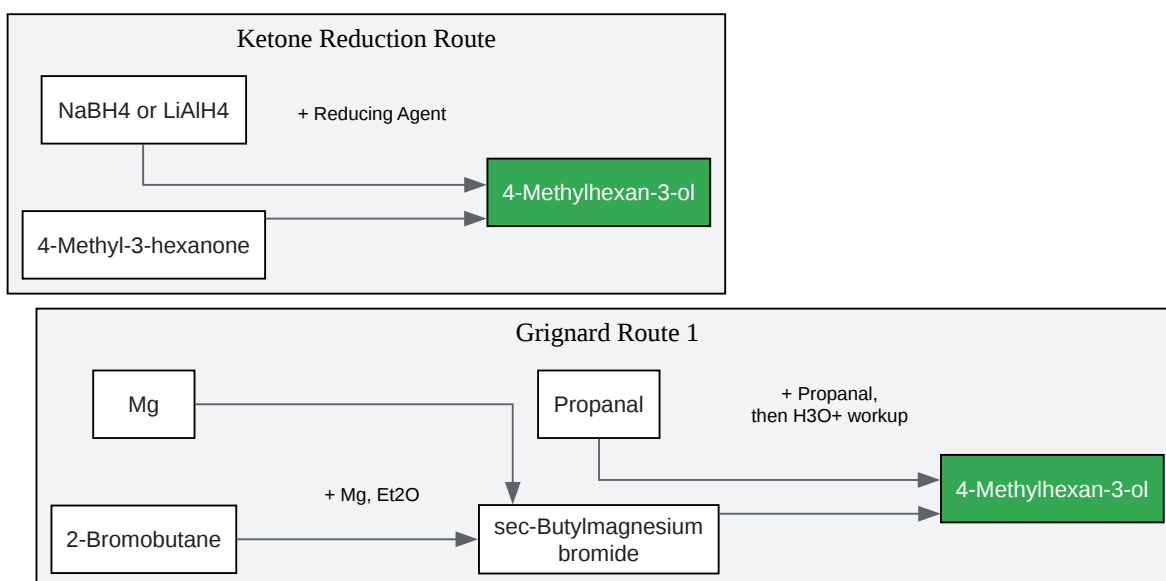 Ketone Reduction Route
NaBH4 or LiAlH4
+ Reducing Agent
4-Methylhexan-3-ol
4-Methyl-3-hexanone
Grignard Route 1
Mg
Propanal
+ Propanal,
then H3O+ workup
4-Methylhexan-3-ol
+ Mg, Et2O
2-Bromobutane
sec-Butylmagnesium
bromide